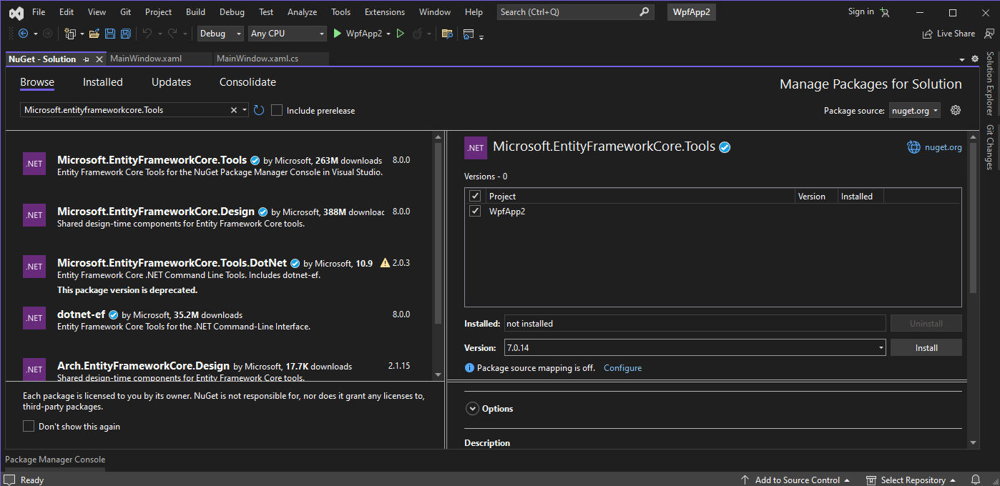 File Edit View Git Project Build Debug Test Analyze Tools Extensions Window Help Search (Ctrl+Q) WpfApp2 Sign in
Debug Any CPU WpfApp2 Live Share
NuGet - Solution MainWindow.xaml MainWindow.xaml.cs
Solution Explorer
Git Changes
Browse Installed Updates Consolidate
Manage Packages for Solution
Microsoft.entityframeworkcore.Tools Include prerelease
Package source: nuget.org
.NET Microsoft.EntityFrameworkCore.Tools by Microsoft, 263M downloads 8.0.0
Entity Framework Core Tools for the NuGet Package Manager Console in Visual Studio.
.NET Microsoft.EntityFrameworkCore.Design by Microsoft, 388M downloac 8.0.0
Shared design-time components for Entity Framework Core tools.
.NET Microsoft.EntityFrameworkCore.Tools.DotNet by Microsoft, 10.9 2.0.3
Entity Framework Core .NET Command Line Tools. Includes dotnet-ef.
This package version is deprecated.
.NET dotnet-ef by Microsoft, 35.2M downloads 8.0.0
Entity Framework Core Tools for the .NET Command-Line Interface.
.NET Arch.EntityFrameworkCore.Design by Microsoft, 17.7K downloads 2.1.15
Shared design-time components for Entity Framework Core tools.
Each package is licensed to you by its owner. NuGet is not responsible for, nor does it grant any licenses to,
third-party packages.
Don't show this again
.NET Microsoft.EntityFrameworkCore.Tools nuget.org
Versions - 0
Project Version Installed
WpfApp2
Installed: not installed Uninstall
Version: 7.0.14 Install
Package source mapping is off. Configure
Options
Description
Package Manager Console
Ready Add to Source Control Select Repository